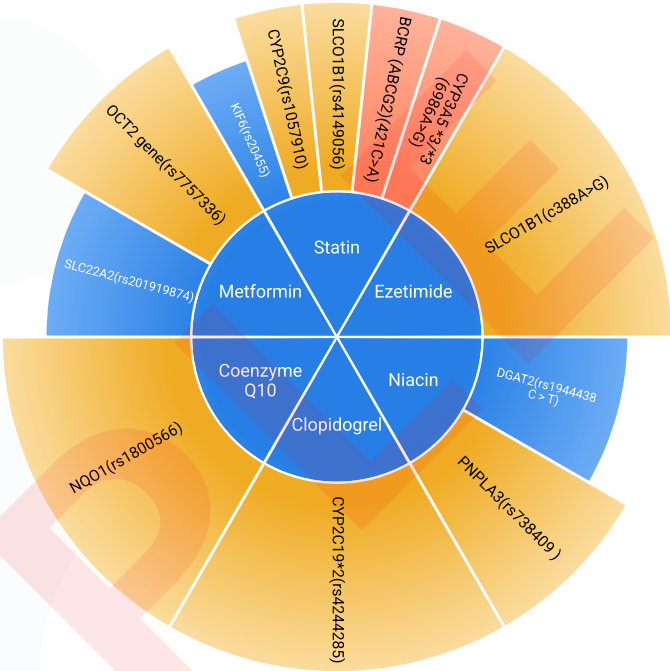 Statin
Ezetimide
Niacin
Clopidogrel
Coenzyme
Q10
Metformin
KIF6(rs20455)
CYP2C9(rs1057910)
SLCO1B1(rs4149056)
BCRP (ABCG2)(421C>A)
CYP3A5 *3/*3
(6986A>G)
SLCO1B1(c388A>G)
DGAT2(rs1944438
C > T)
PNPLA3(rs738409 )
CYP2C19*2(rs4244285)
NQO1(rs1800566)
SLC22A2(rs201919874)
OCT2 gene(rs7757336)